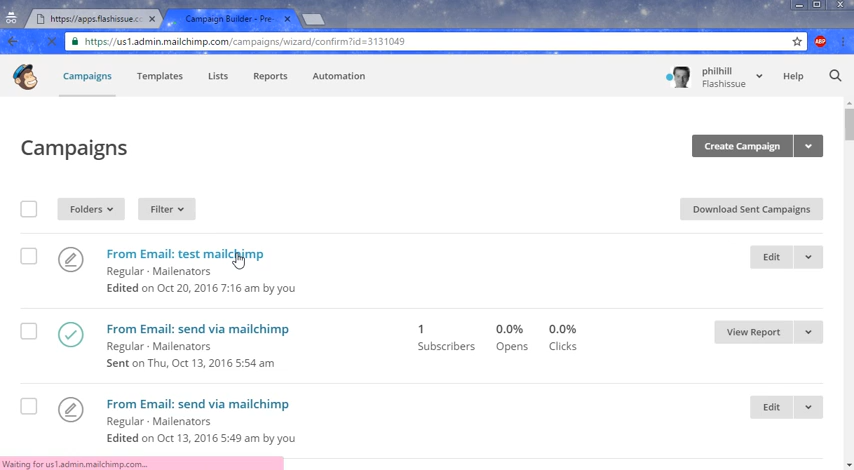 https://apps.flashissue.c
Campaign Builder - Pre
https://us1.admin.mailchimp.com/campaigns/wizard/confirm?id=3131049
ABP
Campaigns
Templates
Lists
Reports
Automation
philhill
Flashissue
Help
Campaigns
Create Campaign
Folders
Filter
Download Sent Campaigns
From Email: test mailchimp
Regular · Mailenators
Edited on Oct 20, 2016 7:16 am by you
Edit
From Email: send via mailchimp
Regular · Mailenators
Sent on Thu, Oct 13, 2016 5:54 am
1
Subscribers
0.0%
Opens
0.0%
Clicks
View Report
From Email: send via mailchimp
Regular · Mailenators
Edited on Oct 13, 2016 5:49 am by you
Edit
Waiting for us1.admin.mailchimp.com...